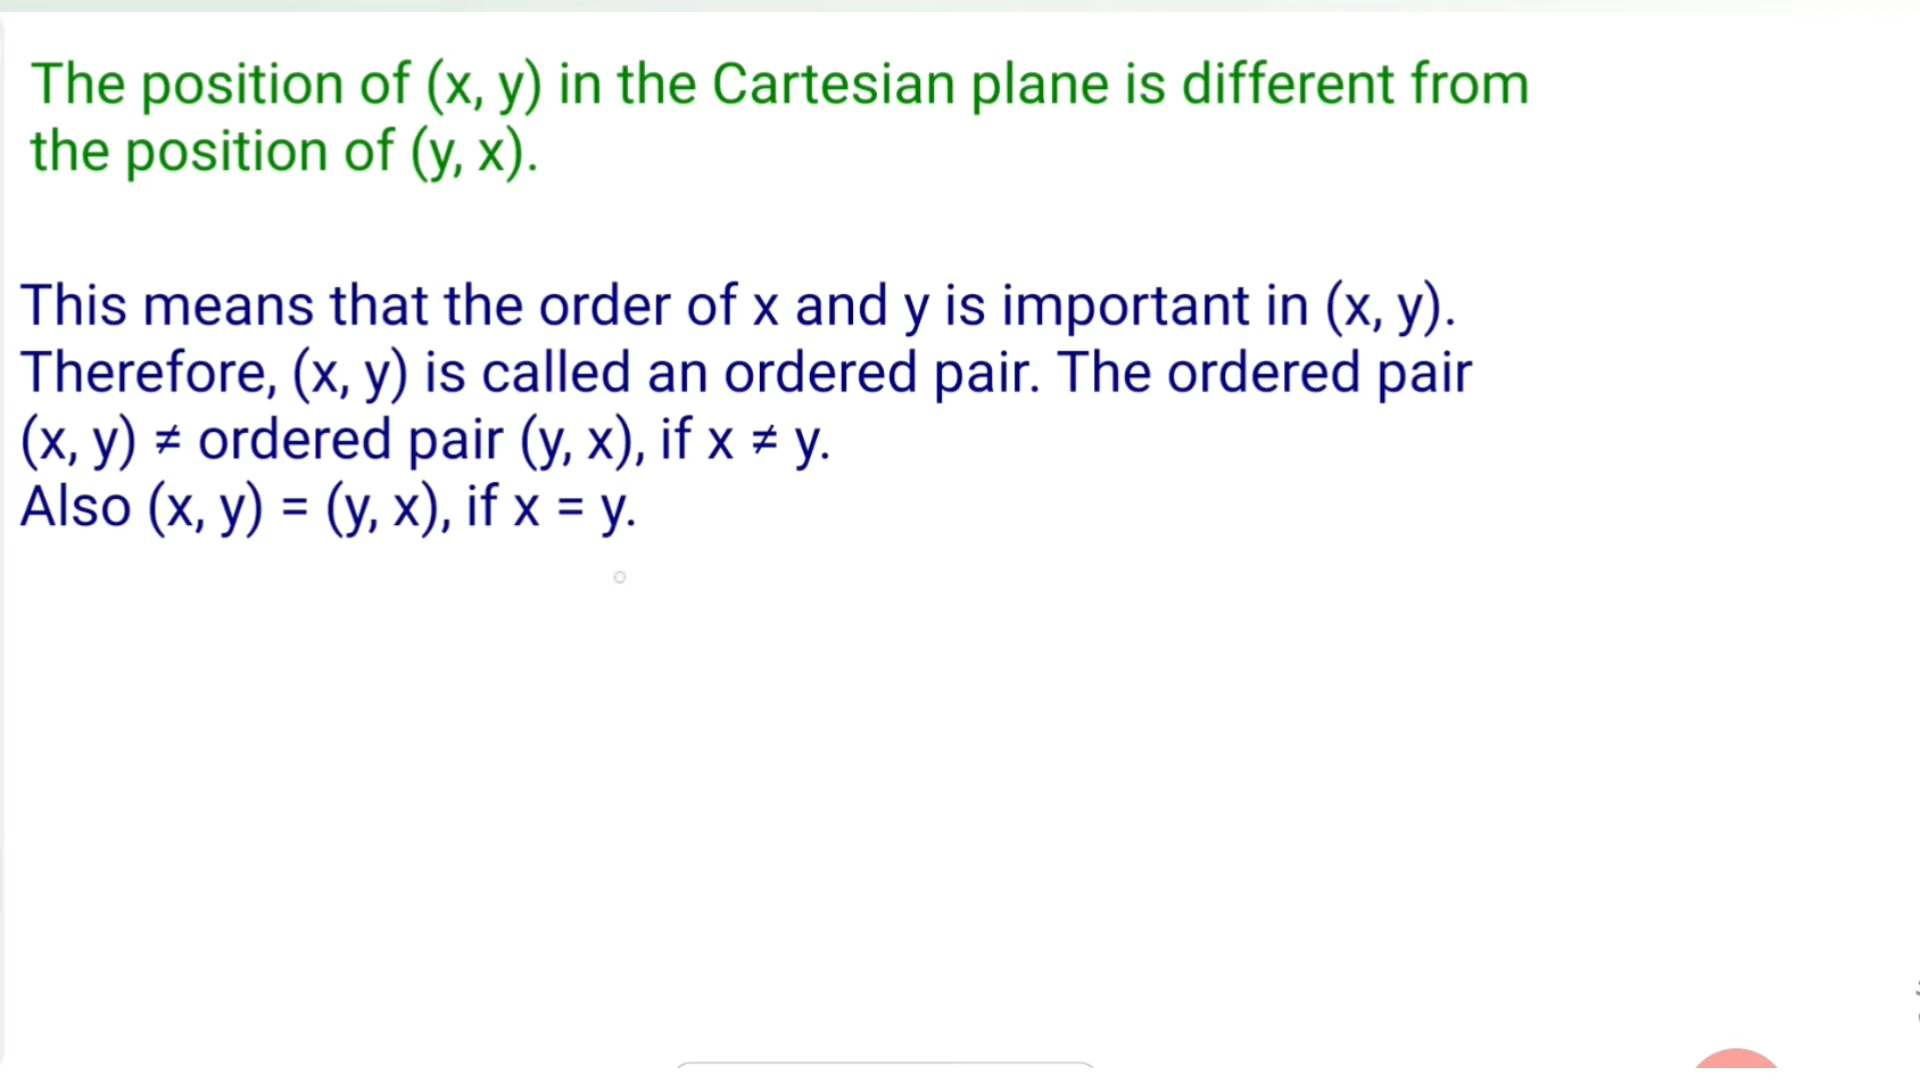 The position of (x, y) in the Cartesian plane is different from
the position of (y, x).
This means that the order of x and y is important in (x, y).
Therefore, (x, y) is called an ordered pair. The ordered pair
(x, y) ≠ ordered pair (y, x), if x ≠ y.
Also (x, y) = (y, x), if x = y.